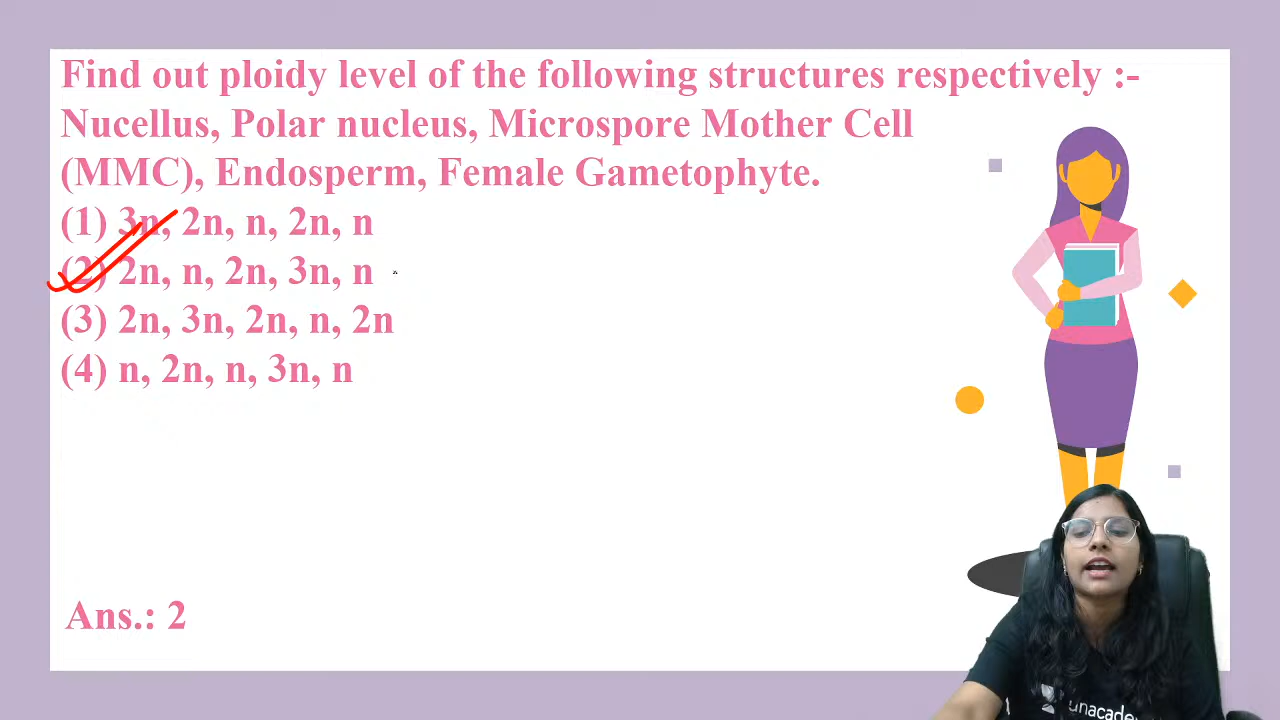 Find out ploidy level of the following structures respectively :-
Nucellus, Polar nucleus, Microspore Mother Cell
(MMC), Endosperm, Female Gametophyte.
(1) 3n, 2n, n, 2n, n
(2) 2n, n, 2n, 3n, n
(3) 2n, 3n, 2n, n, 2n
(4) n, 2n, n, 3n, n
Ans.: 2